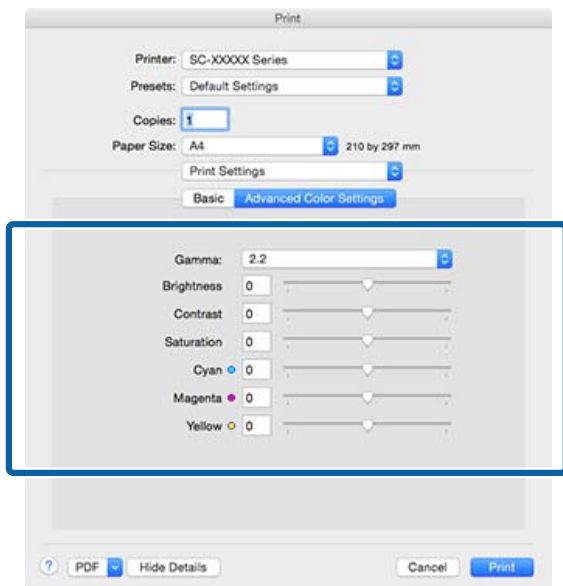 Print
Printer: SC-XXXXX Series
Presets: Default Settings
Copies: 1
Paper Size: A4 210 by 297 mm
Print Settings
Basic Advanced Color Settings
Gamma: 2.2
Brightness 0
Contrast 0
Saturation 0
Cyan 0
Magenta 0
Yellow 0
? PDF Hide Details Cancel Print